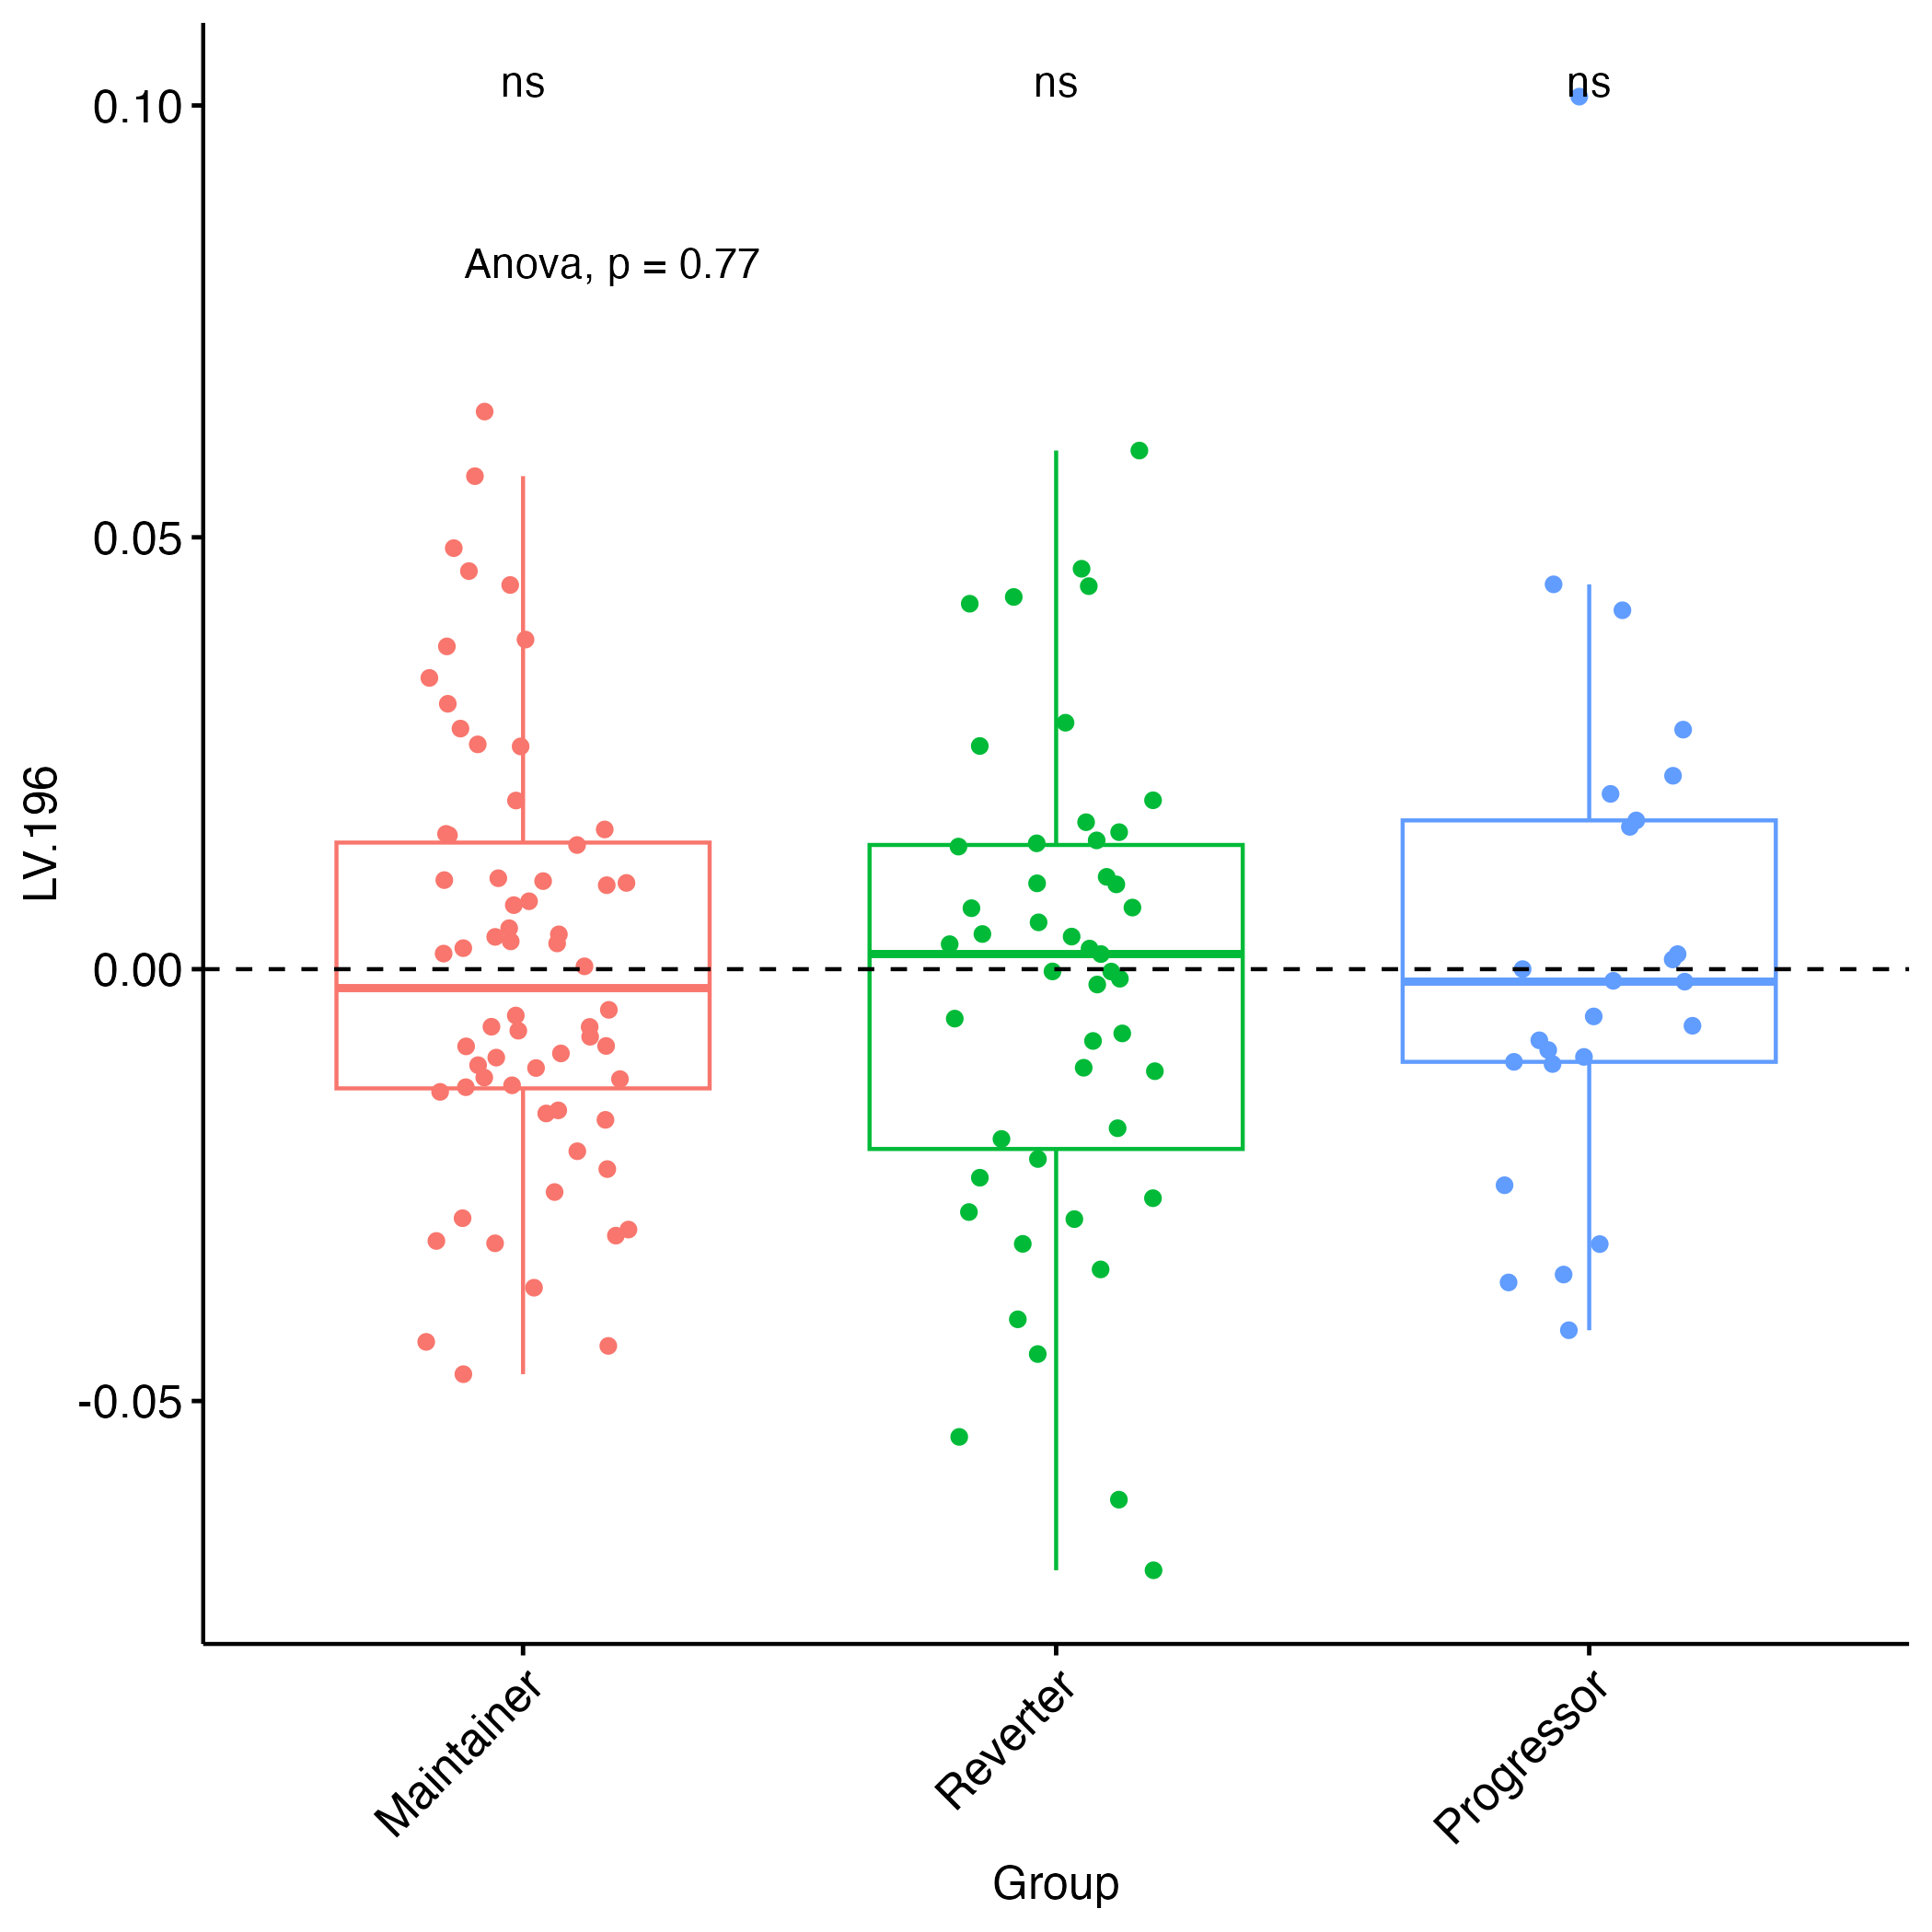 ns ns ns
0.10
Anova, p = 0.77
0.05
LV.196
0.00
-0.05
Maintainer Reverter Progressor
Group